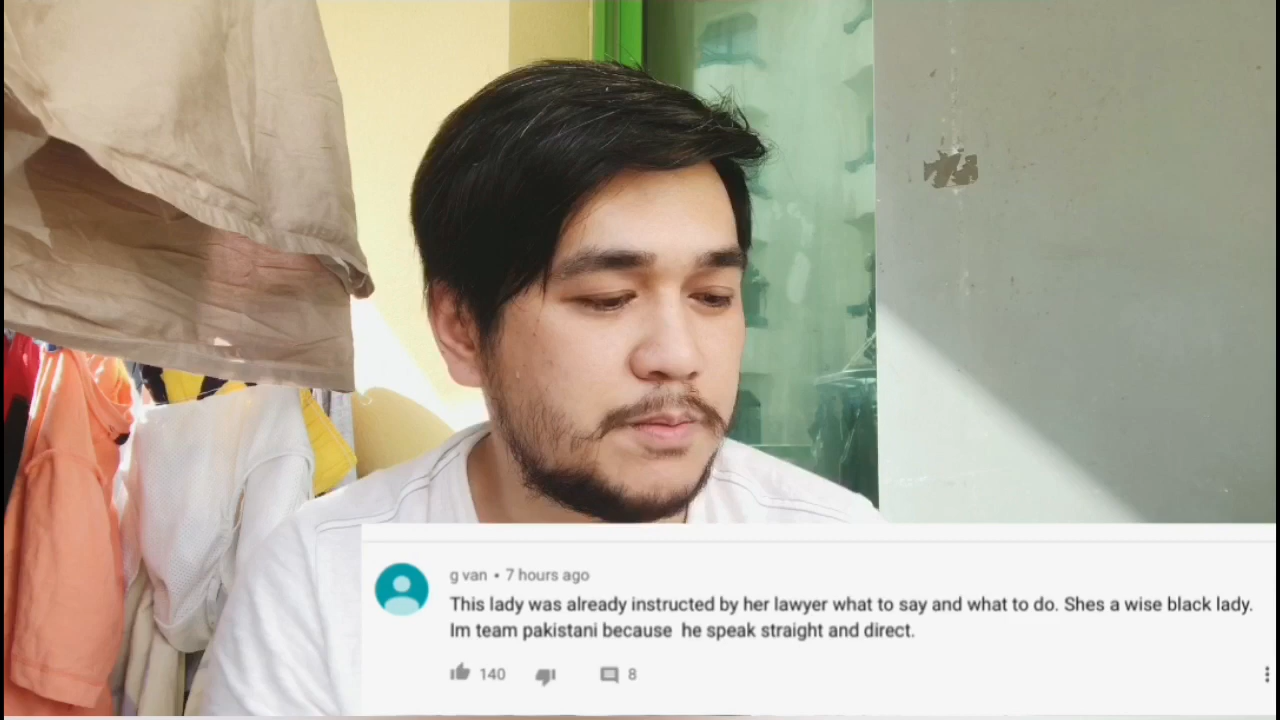 g van • 7 hours ago
This lady was already instructed by her lawyer what to say and what to do. Shes a wise black lady.
Im team pakistani because  he speak straight and direct.
140
8